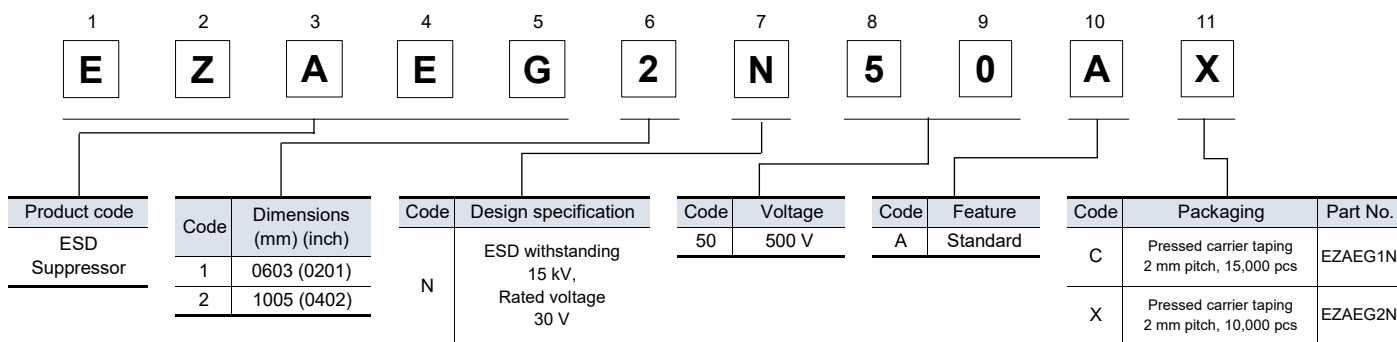 1 2 3 4 5 6 7 8 9 10 11
E Z A E G 2 N 5 0 A X
Product code
ESD
Suppressor
Code Dimensions
(mm) (inch)
1 0603 (0201)
2 1005 (0402)
Code Design specification
N ESD withstanding
15 kV,
Rated voltage
30 V
Code Voltage
50 500 V
Code Feature
A Standard
Code Packaging Part No.
C Pressed carrier taping
2 mm pitch, 15,000 pcs EZAEG1N
X Pressed carrier taping
2 mm pitch, 10,000 pcs EZAEG2N